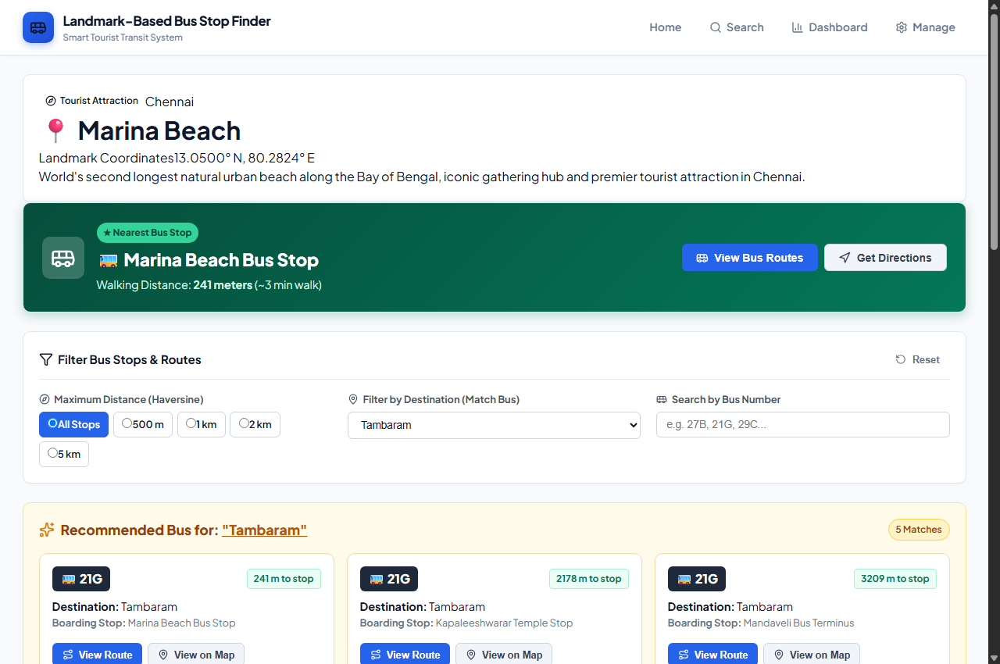 Landmark-Based Bus Stop Finder
Smart Tourist Transit System
Home
Search
Dashboard
Manage
Tourist Attraction
Chennai
Marina Beach
Landmark Coordinates13.0500° N, 80.2824° E
World's second longest natural urban beach along the Bay of Bengal, iconic gathering hub and premier tourist attraction in Chennai.
★ Nearest Bus Stop
Marina Beach Bus Stop
Walking Distance: 241 meters (~3 min walk)
View Bus Routes
Get Directions
Filter Bus Stops & Routes
Reset
Maximum Distance (Haversine)
All Stops
500 m
1 km
2 km
5 km
Filter by Destination (Match Bus)
Tambaram
Search by Bus Number
e.g. 27B, 21G, 29C...
Recommended Bus for: "Tambaram"
5 Matches
21G
241 m to stop
Destination: Tambaram
Boarding Stop: Marina Beach Bus Stop
View Route
View on Map
21G
2178 m to stop
Destination: Tambaram
Boarding Stop: Kapaleeshwarar Temple Stop
View Route
View on Map
21G
3209 m to stop
Destination: Tambaram
Boarding Stop: Mandaveli Bus Terminus
View Route
View on Map